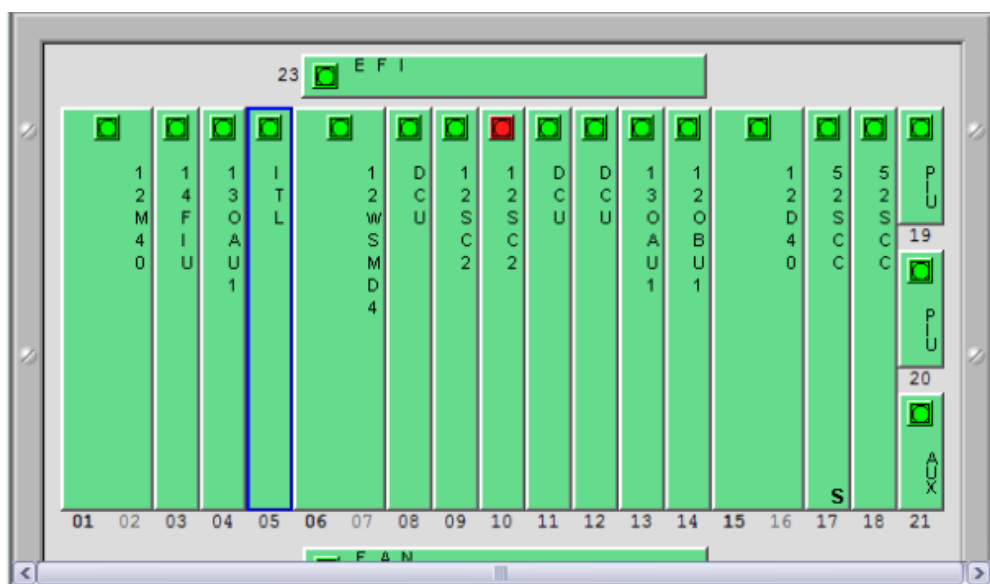 23 EFI
12M40
14FIU
13OAU1
ITL
12WSMD4
DCU
12SC2
12SC2
DCU
DCU
13OAU1
12OBU1
12D40
52SCC
S
52SCC
PIU
19
PIU
20
AUX
01 02 03 04 05 06 07 08 09 10 11 12 13 14 15 16 17 18 21
FAN